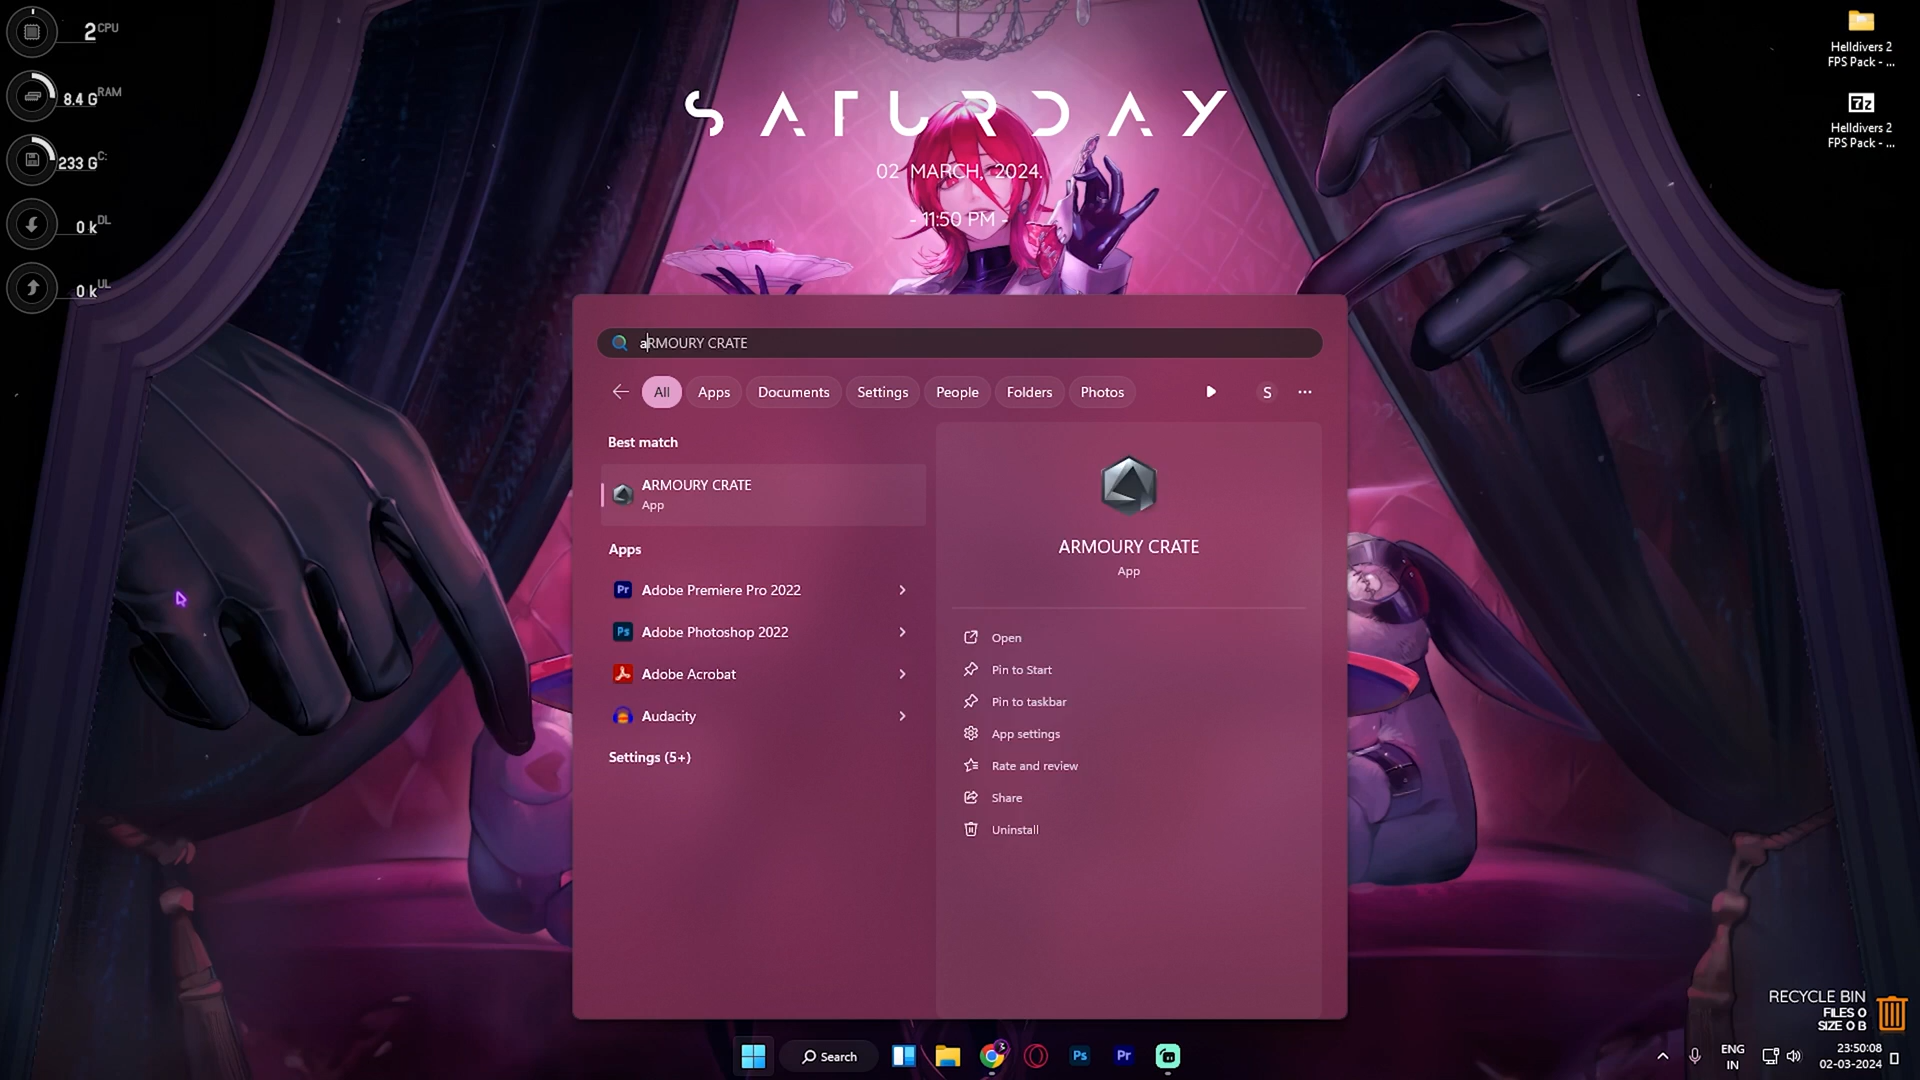 2 CPU
8.4 G RAM
233 G C:
0 k DL
0 k UL
SATURDAY
02 MARCH, 2024.
- 11:50 PM -
Helldivers 2
FPS Pack - ...
7z
Helldivers 2
FPS Pack - ...
aRMOURY CRATE
All
Apps
Documents
Settings
People
Folders
Photos
S
Best match
ARMOURY CRATE
App
Apps
Pr Adobe Premiere Pro 2022
Ps Adobe Photoshop 2022
Adobe Acrobat
Audacity
Settings (5+)
ARMOURY CRATE
App
Open
Pin to Start
Pin to taskbar
App settings
Rate and review
Share
Uninstall
RECYCLE BIN
FILES 0
SIZE 0 B
Search
Ps
Pr
ENG
IN
23:50:08
02-03-2024